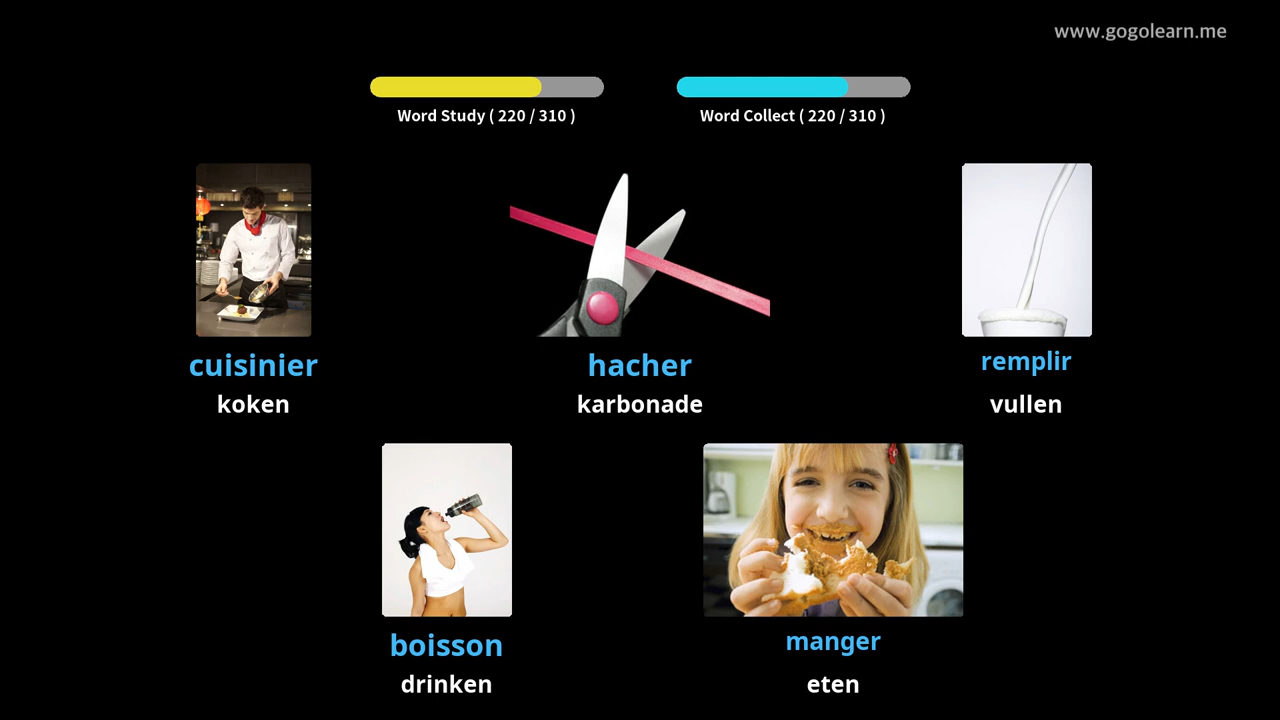 www.gogolearn.me
Word Study ( 220 / 310 )
Word Collect ( 220 / 310 )
cuisinier
koken
hacher
karbonade
remplir
vullen
boisson
drinken
manger
eten